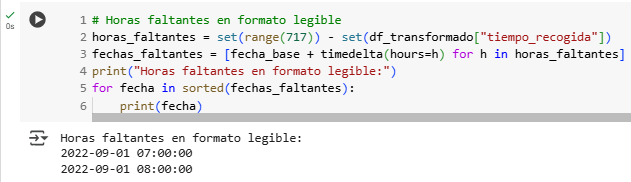 1 # Horas faltantes en formato legible
2 horas_faltantes = set(range(717)) - set(df_transformado["tiempo_recogida"])
3 fechas_faltantes = [fecha_base + timedelta(hours=h) for h in horas_faltantes]
4 print("Horas faltantes en formato legible:")
5 for fecha in sorted(fechas_faltantes):
6     print(fecha)
0s
Horas faltantes en formato legible:
2022-09-01 07:00:00
2022-09-01 08:00:00